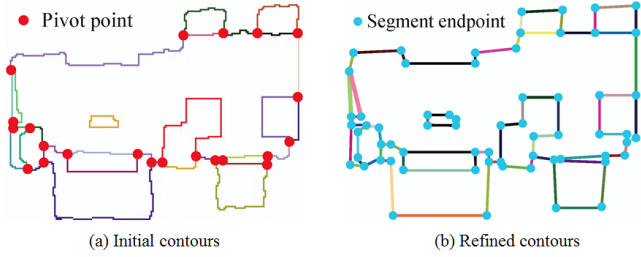 Pivot point
Segment endpoint
(a) Initial contours
(b) Refined contours